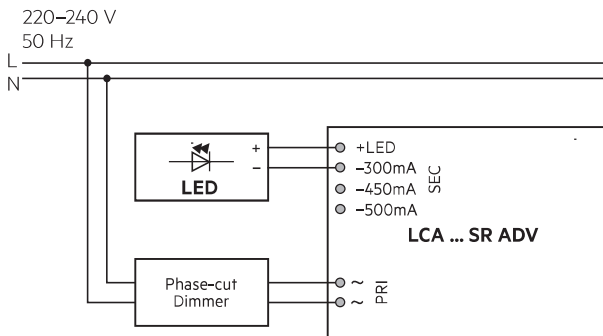 220–240 V
50 Hz
L
N
+
–
LED
+LED
–300mA
–450mA
–500mA
SEC
LCA ... SR ADV
Phase-cut
Dimmer
~
~
PRI